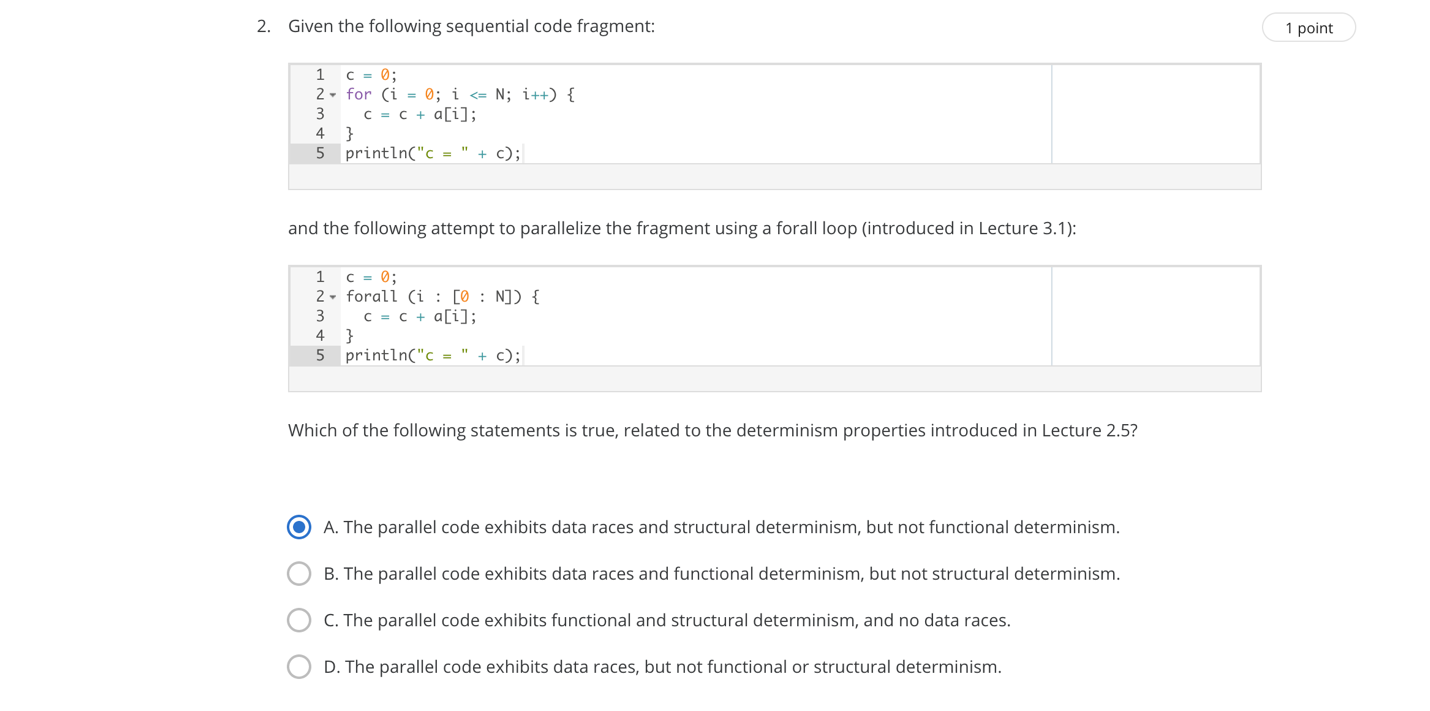 2. Given the following sequential code fragment:
1 point
1 c = 0;
2 for (i = 0; i <= N; i++) {
3 c = c + a[i];
4 }
5 println("c = " + c);
and the following attempt to parallelize the fragment using a forall loop (introduced in Lecture 3.1):
1 c = 0;
2 forall (i : [0 : N]) {
3 c = c + a[i];
4 }
5 println("c = " + c);
Which of the following statements is true, related to the determinism properties introduced in Lecture 2.5?
A. The parallel code exhibits data races and structural determinism, but not functional determinism.
B. The parallel code exhibits data races and functional determinism, but not structural determinism.
C. The parallel code exhibits functional and structural determinism, and no data races.
D. The parallel code exhibits data races, but not functional or structural determinism.